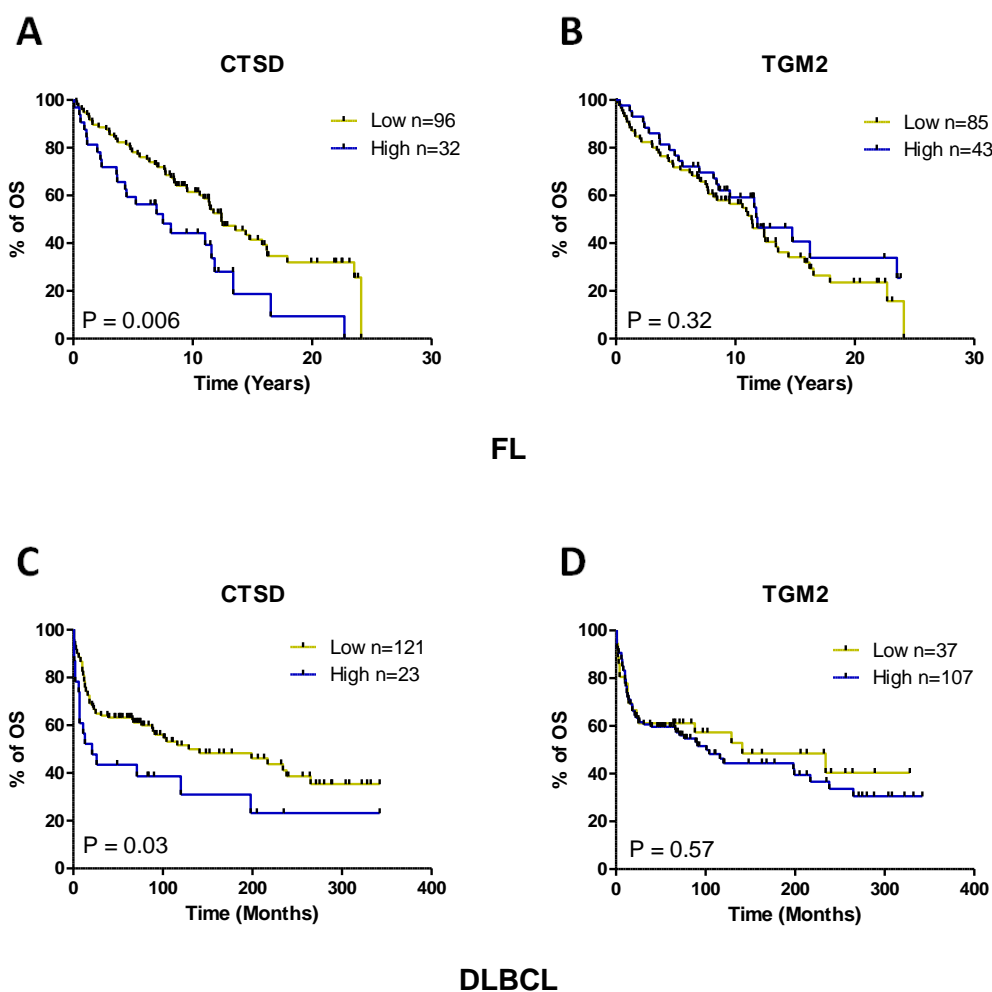 A
CTSD
100
80
60
40
20
0
% of OS
Low n=96
High n=32
P = 0.006
0 10 20 30
Time (Years)
B
TGM2
100
80
60
40
20
0
% of OS
Low n=85
High n=43
P = 0.32
0 10 20 30
Time (Years)
FL
C
CTSD
100
80
60
40
20
0
% of OS
Low n=121
High n=23
P = 0.03
0 100 200 300 400
Time (Months)
D
TGM2
100
80
60
40
20
0
% of OS
Low n=37
High n=107
P = 0.57
0 100 200 300 400
Time (Months)
DLBCL